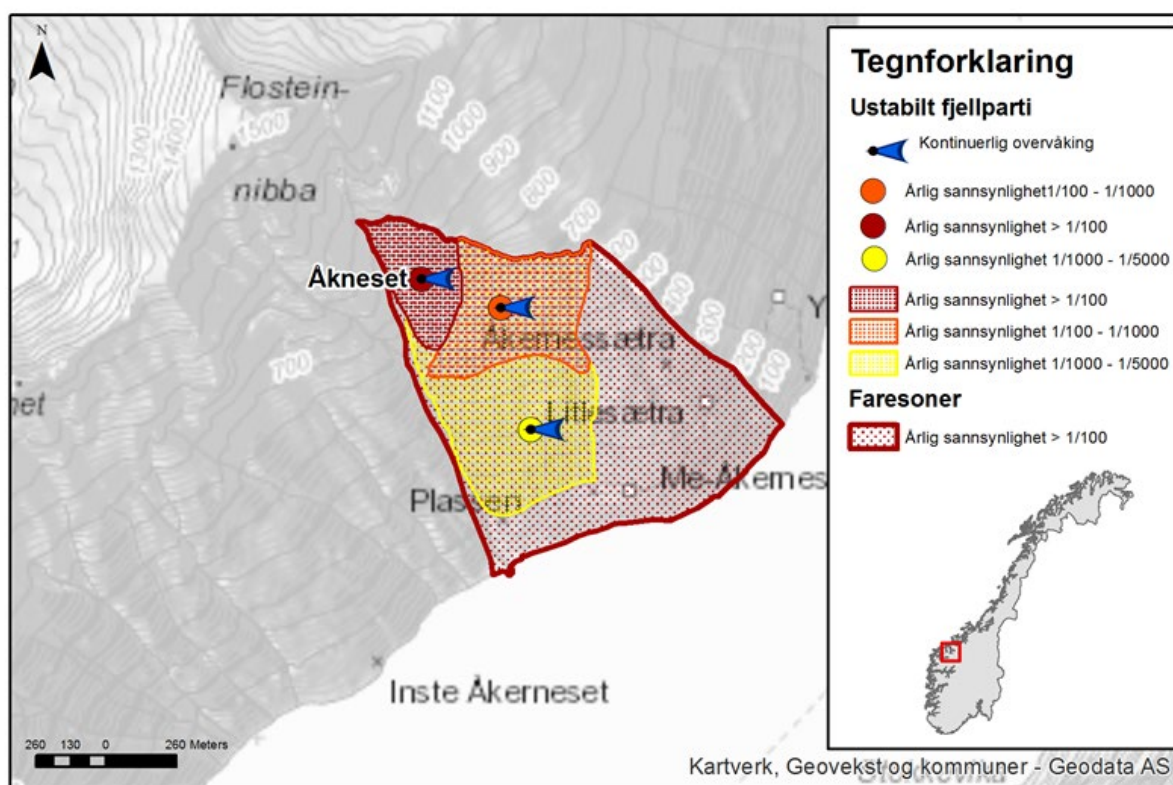 N
Flostein-
nibba
1500
1300
1400
1100
1000
900
800
700
400
300
200
100
700
Åkneset
Åkernessætra
Litlesætra
Me-Åkernes
Plassen
Inste Åkerneset
260 130 0 260 Meters
Tegnforklaring
Ustabilt fjellparti
Kontinuerlig overvåking
Årlig sannsynlighet1/100 - 1/1000
Årlig sannsynlighet > 1/100
Årlig sannsynlighet 1/1000 - 1/5000
Årlig sannsynlighet > 1/100
Årlig sannsynlighet 1/100 - 1/1000
Årlig sannsynlighet 1/1000 - 1/5000
Faresoner
Årlig sannsynlighet > 1/100
Kartverk, Geovekst og kommuner - Geodata AS